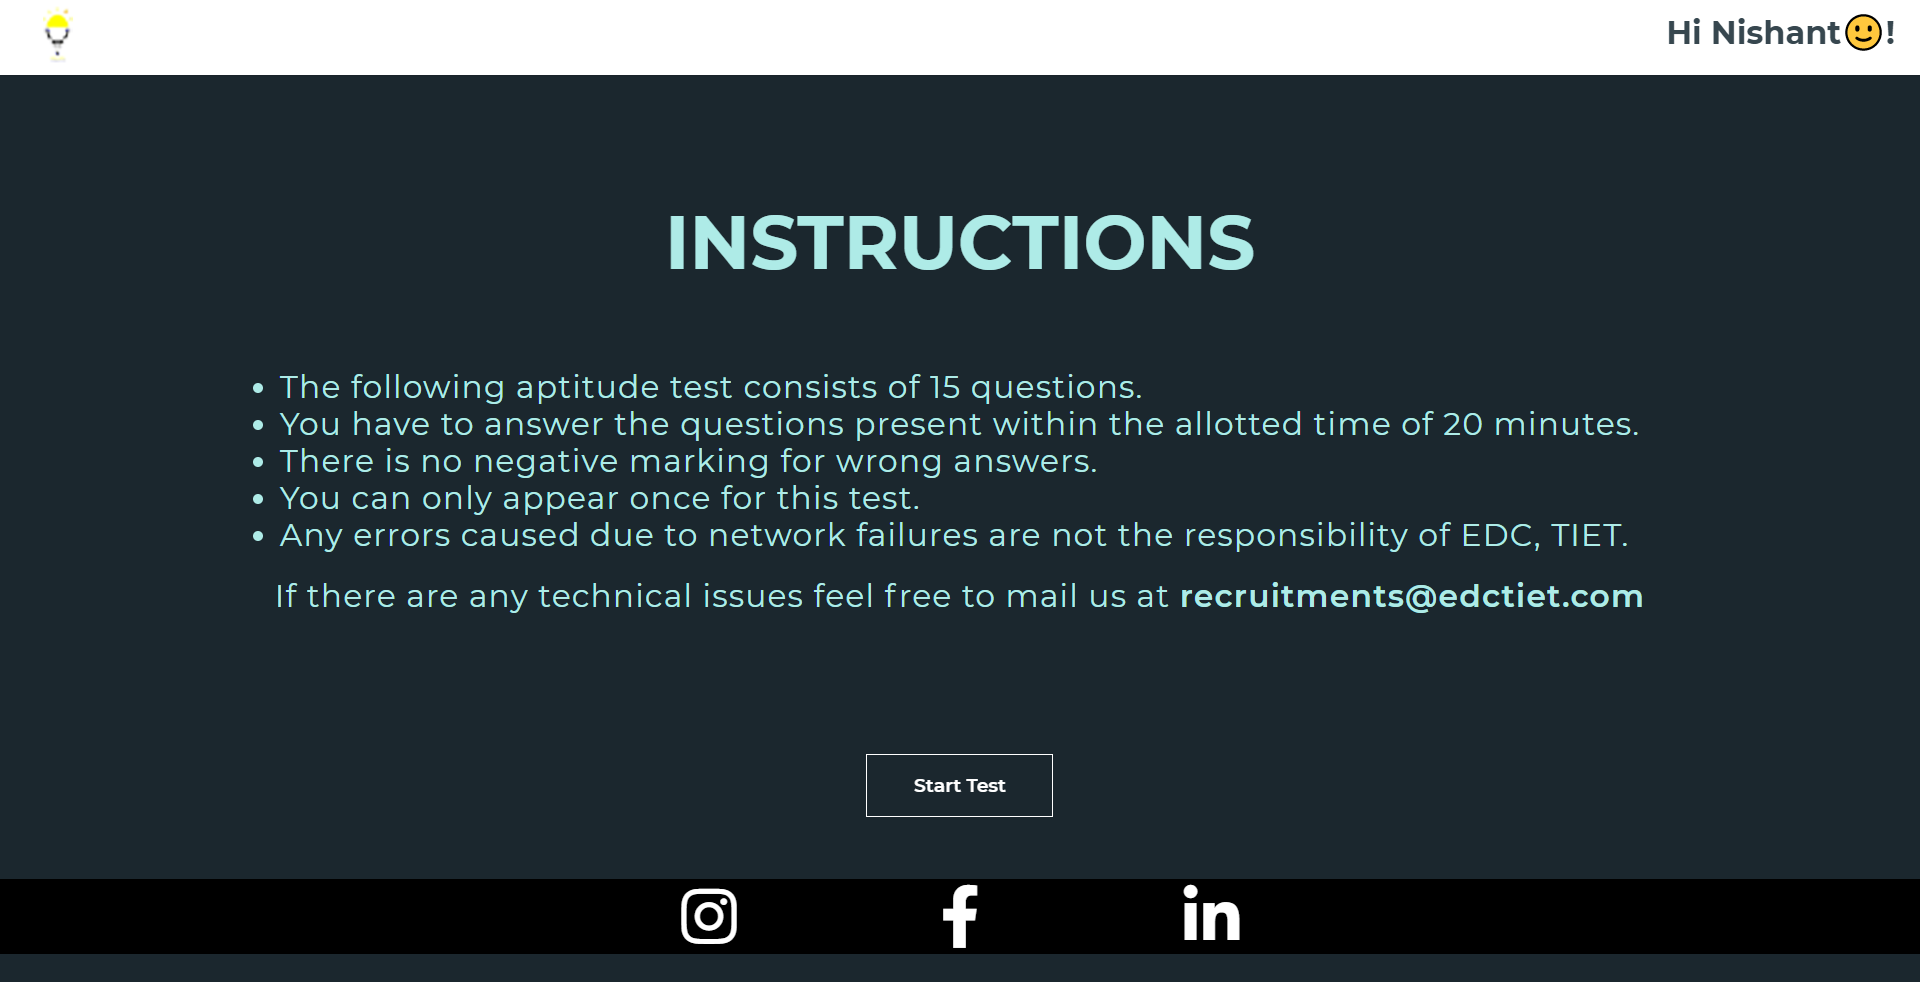 Hi Nishant🙂!
INSTRUCTIONS
• The following aptitude test consists of 15 questions.
• You have to answer the questions present within the allotted time of 20 minutes.
• There is no negative marking for wrong answers.
• You can only appear once for this test.
• Any errors caused due to network failures are not the responsibility of EDC, TIET.
If there are any technical issues feel free to mail us at recruitments@edctiet.com
Start Test